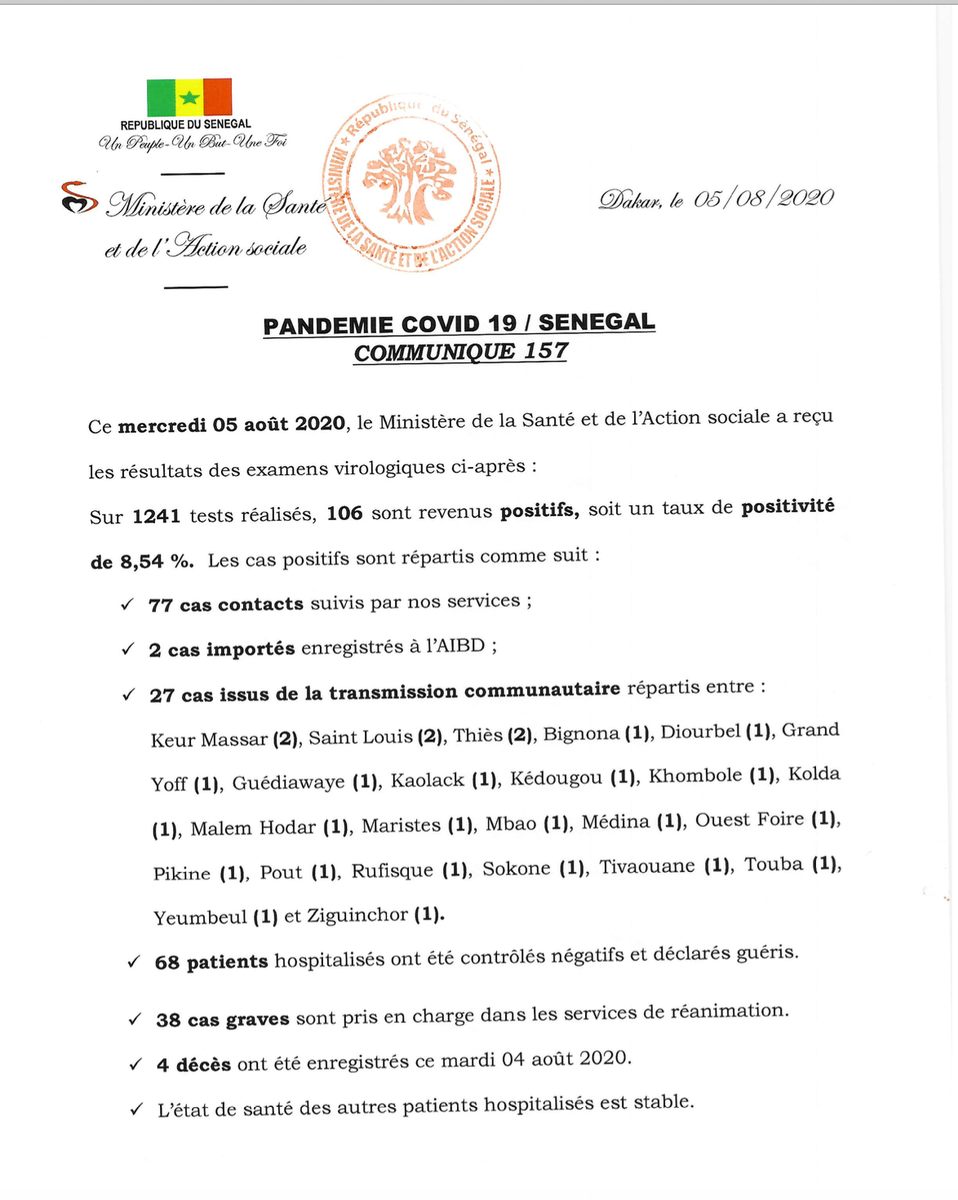 REPUBLIQUE DU SENEGAL
Un Peuple-Un But-Une Foi
Ministère de la Santé
et de l'Action sociale
★ République du Sénégal ★
MINISTRE DE LA SANTÉ ET DE L'ACTION SOCIALE
Dakar, le 05/08/2020
PANDEMIE COVID 19 / SENEGAL
COMMUNIQUE 157
Ce mercredi 05 août 2020, le Ministère de la Santé et de l'Action sociale a reçu
les résultats des examens virologiques ci-après :
Sur 1241 tests réalisés, 106 sont revenus positifs, soit un taux de positivité
de 8,54 %. Les cas positifs sont répartis comme suit :
✓ 77 cas contacts suivis par nos services ;
✓ 2 cas importés enregistrés à l'AIBD ;
✓ 27 cas issus de la transmission communautaire répartis entre :
Keur Massar (2), Saint Louis (2), Thiès (2), Bignona (1), Diourbel (1), Grand
Yoff (1), Guédiawaye (1), Kaolack (1), Kédougou (1), Khombole (1), Kolda
(1), Malem Hodar (1), Maristes (1), Mbao (1), Médina (1), Ouest Foire (1),
Pikine (1), Pout (1), Rufisque (1), Sokone (1), Tivaouane (1), Touba (1),
Yeumbeul (1) et Ziguinchor (1).
✓ 68 patients hospitalisés ont été contrôlés négatifs et déclarés guéris.
✓ 38 cas graves sont pris en charge dans les services de réanimation.
✓ 4 décès ont été enregistrés ce mardi 04 août 2020.
✓ L'état de santé des autres patients hospitalisés est stable.